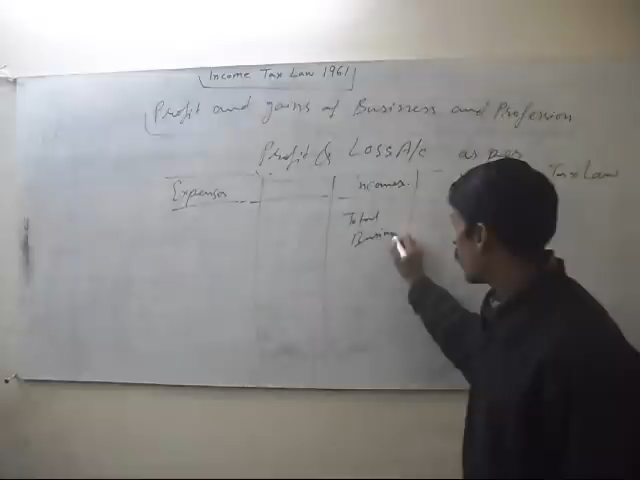 Income Tax Law 1961
Profit and gains of Business and Profession
Profit & Loss A/c as per Tax Law
Expenses Incomes.
Total
Busin